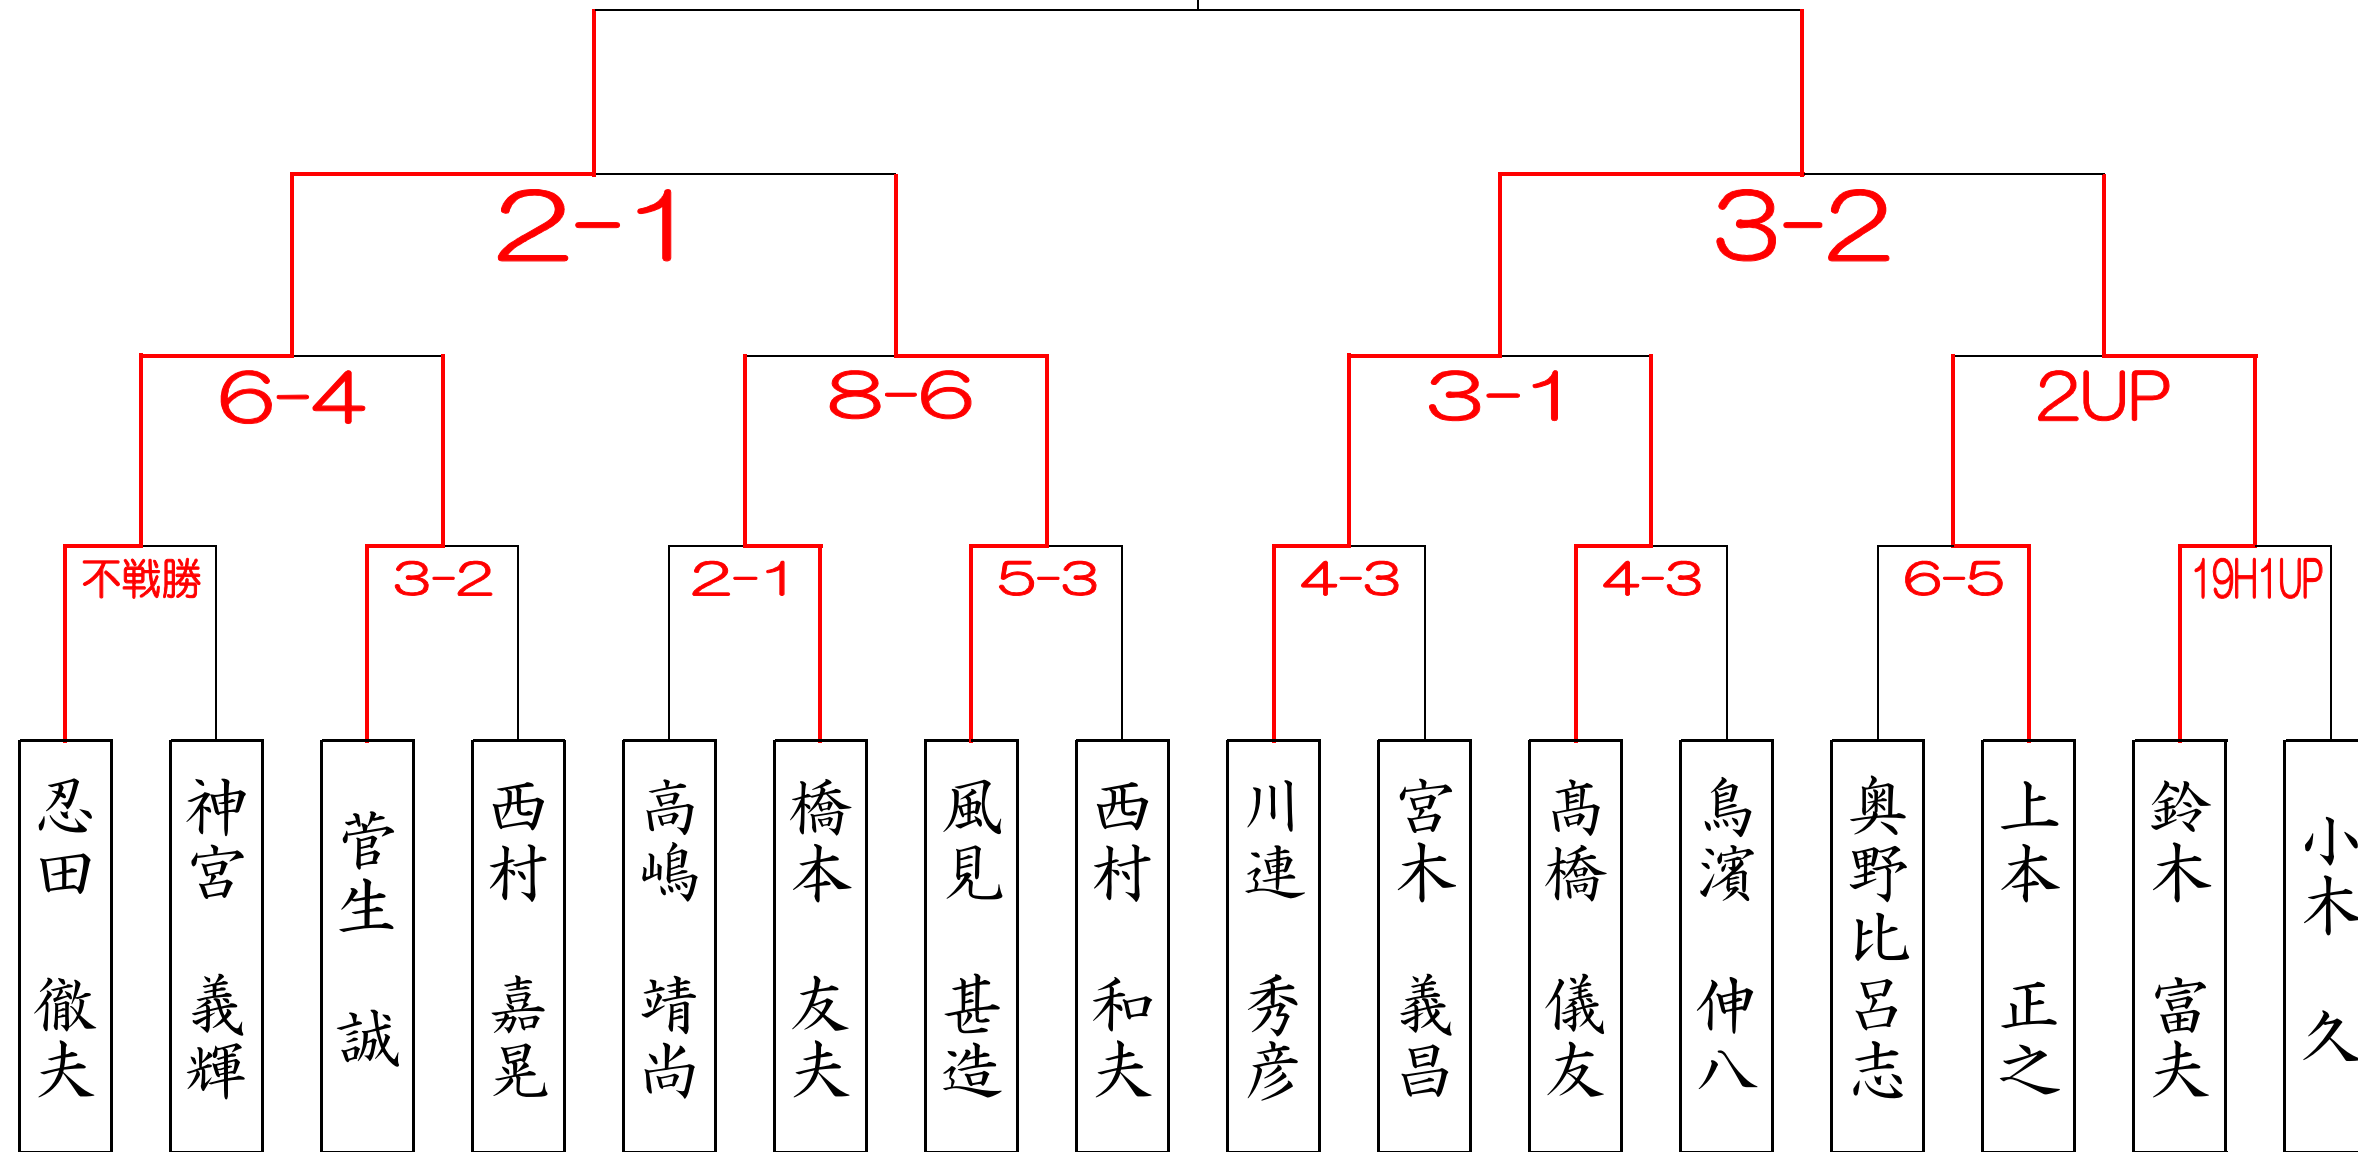 2-1
3-2
6-4
8-6
3-1
2UP
不戦勝
3-2
2-1
5-3
4-3
4-3
6-5
19H1UP
忍田 徹夫
神宮 義輝
菅生 誠
西村 嘉晃
高嶋 靖尚
橋本 友夫
風見 甚造
西村 和夫
川連 秀彦
宮木 義昌
髙橋 儀友
鳥濱 伸八
奥野比呂志
上本 正之
鈴木 富夫
小木 久